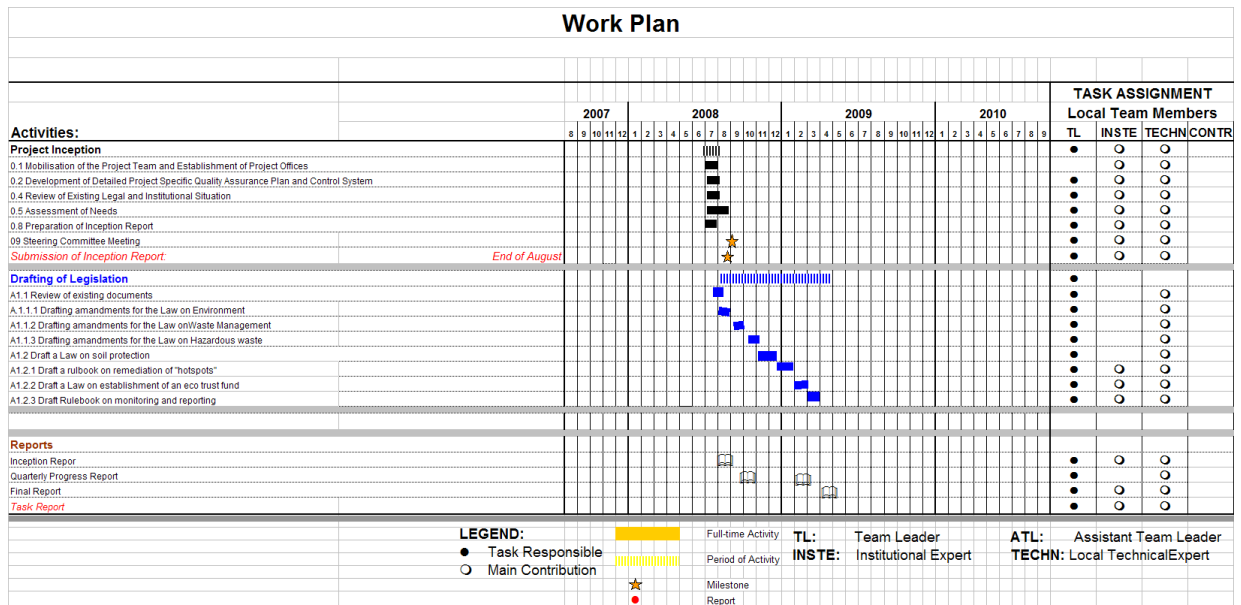 Work Plan
TASK ASSIGNMENT
2007 2008 2009 2010 Local Team Members
Activities: 8 9 10 11 12 1 2 3 4 5 6 7 8 9 10 11 12 1 2 3 4 5 6 7 8 9 10 11 12 1 2 3 4 5 6 7 8 9 TL INSTE TECHN CONTR
Project Inception
0.1 Mobilisation of the Project Team and Establishment of Project Offices
0.2 Development of Detailed Project Specific Quality Assurance Plan and Control System
0.4 Review of Existing Legal and Institutional Situation
0.5 Assessment of Needs
0.8 Preparation of Inception Report
09 Steering Committee Meeting
Submission of Inception Report: End of August
Drafting of Legislation
A1.1 Review of existing documents
A.1.1.1 Drafting amandments for the Law on Environment
A1.1.2 Drafting amandments for the Law onWaste Management
A1.1.3 Drafting amandments for the Law on Hazardous waste
A1.2 Draft a Law on soil protection
A1.2.1 Draft a rulbook on remediation of "hotspots"
A1.2.2 Draft a Law on establishment of an eco trust fund
A1.2.3 Draft Rulebook on monitoring and reporting
Reports
Inception Repor
Quarterly Progress Report
Final Report
Task Report
LEGEND: Full-time Activity TL: Team Leader ATL: Assistant Team Leader
Task Responsible Period of Activity INSTE: Institutional Expert TECHN: Local TechnicalExpert
Main Contribution
Milestone
Report